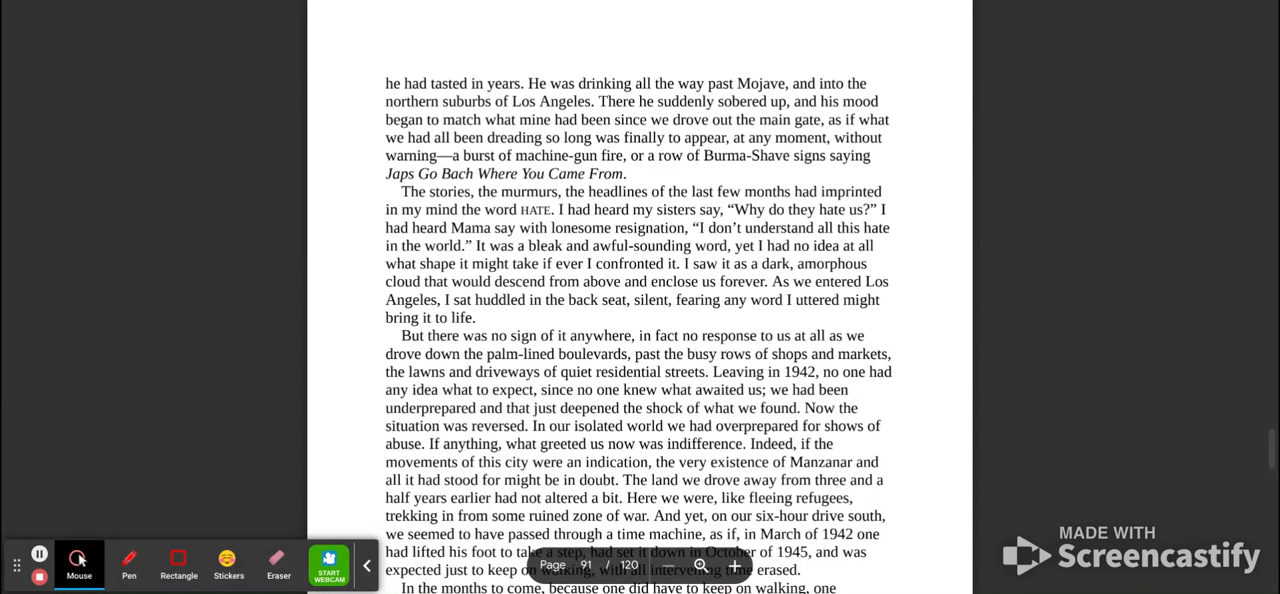 he had tasted in years. He was drinking all the way past Mojave, and into the
northern suburbs of Los Angeles. There he suddenly sobered up, and his mood
began to match what mine had been since we drove out the main gate, as if what
we had all been dreading so long was finally to appear, at any moment, without
warning—a burst of machine-gun fire, or a row of Burma-Shave signs saying
Japs Go Bach Where You Came From.
The stories, the murmurs, the headlines of the last few months had imprinted
in my mind the word HATE. I had heard my sisters say, “Why do they hate us?” I
had heard Mama say with lonesome resignation, “I don’t understand all this hate
in the world.” It was a bleak and awful-sounding word, yet I had no idea at all
what shape it might take if ever I confronted it. I saw it as a dark, amorphous
cloud that would descend from above and enclose us forever. As we entered Los
Angeles, I sat huddled in the back seat, silent, fearing any word I uttered might
bring it to life.
But there was no sign of it anywhere, in fact no response to us at all as we
drove down the palm-lined boulevards, past the busy rows of shops and markets,
the lawns and driveways of quiet residential streets. Leaving in 1942, no one had
any idea what to expect, since no one knew what awaited us; we had been
underprepared and that just deepened the shock of what we found. Now the
situation was reversed. In our isolated world we had overprepared for shows of
abuse. If anything, what greeted us now was indifference. Indeed, if the
movements of this city were an indication, the very existence of Manzanar and
all it had stood for might be in doubt. The land we drove away from three and a
half years earlier had not altered a bit. Here we were, like fleeing refugees,
trekking in from some ruined zone of war. And yet, on our six-hour drive south,
we seemed to have passed through a time machine, as if, in March of 1942 one
had lifted his foot to take a step, had set it down in October of 1945, and was
expected just to keep on walking, with all intervening time erased.
In the months to come, because one did have to keep on walking, one
Page 91 / 120
Mouse
Pen
Rectangle
Stickers
Eraser
START
WEBCAM
MADE WITH
Screencastify